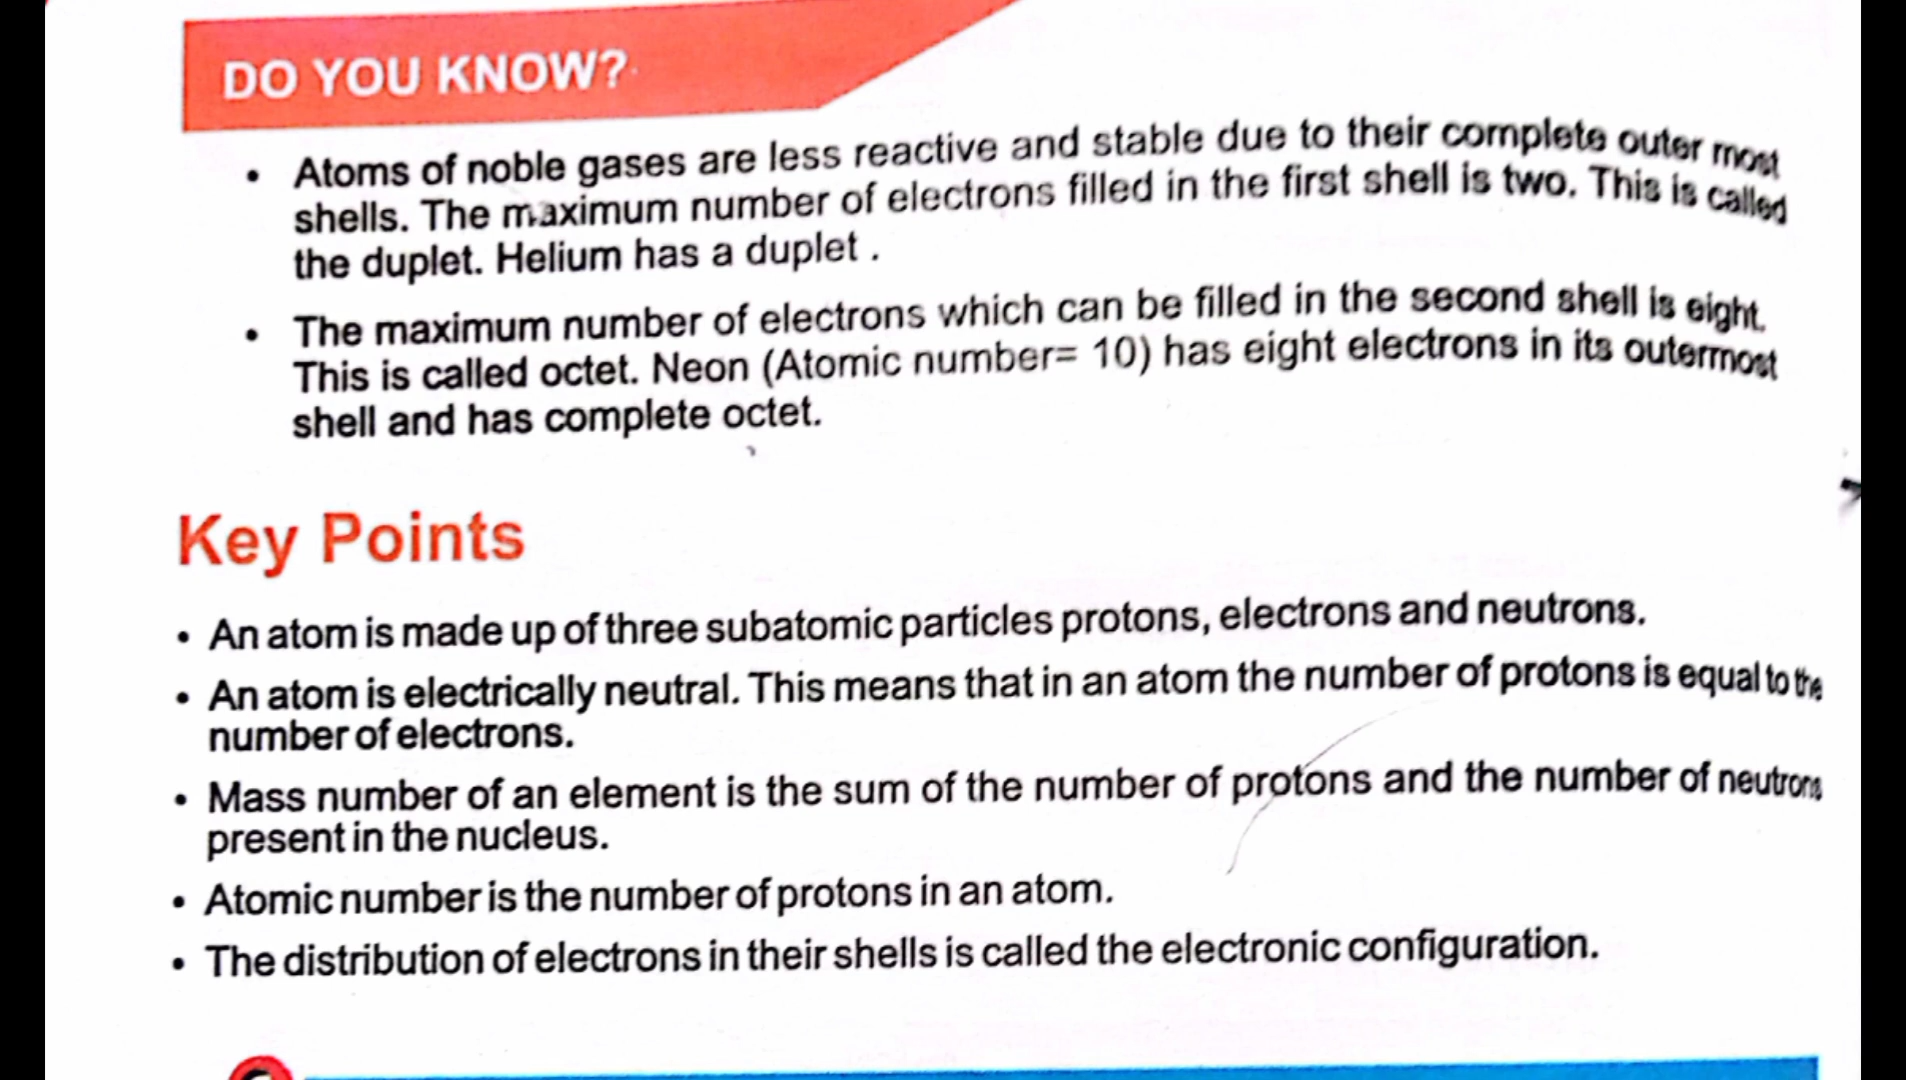 DO YOU KNOW?
• Atoms of noble gases are less reactive and stable due to their complete outer most
shells. The maximum number of electrons filled in the first shell is two. This is called
the duplet. Helium has a duplet .
• The maximum number of electrons which can be filled in the second shell is eight.
This is called octet. Neon (Atomic number= 10) has eight electrons in its outermost
shell and has complete octet.
Key Points
• An atom is made up of three subatomic particles protons, electrons and neutrons.
• An atom is electrically neutral. This means that in an atom the number of protons is equal to the
number of electrons.
• Mass number of an element is the sum of the number of protons and the number of neutrons
present in the nucleus.
• Atomic number is the number of protons in an atom.
• The distribution of electrons in their shells is called the electronic configuration.